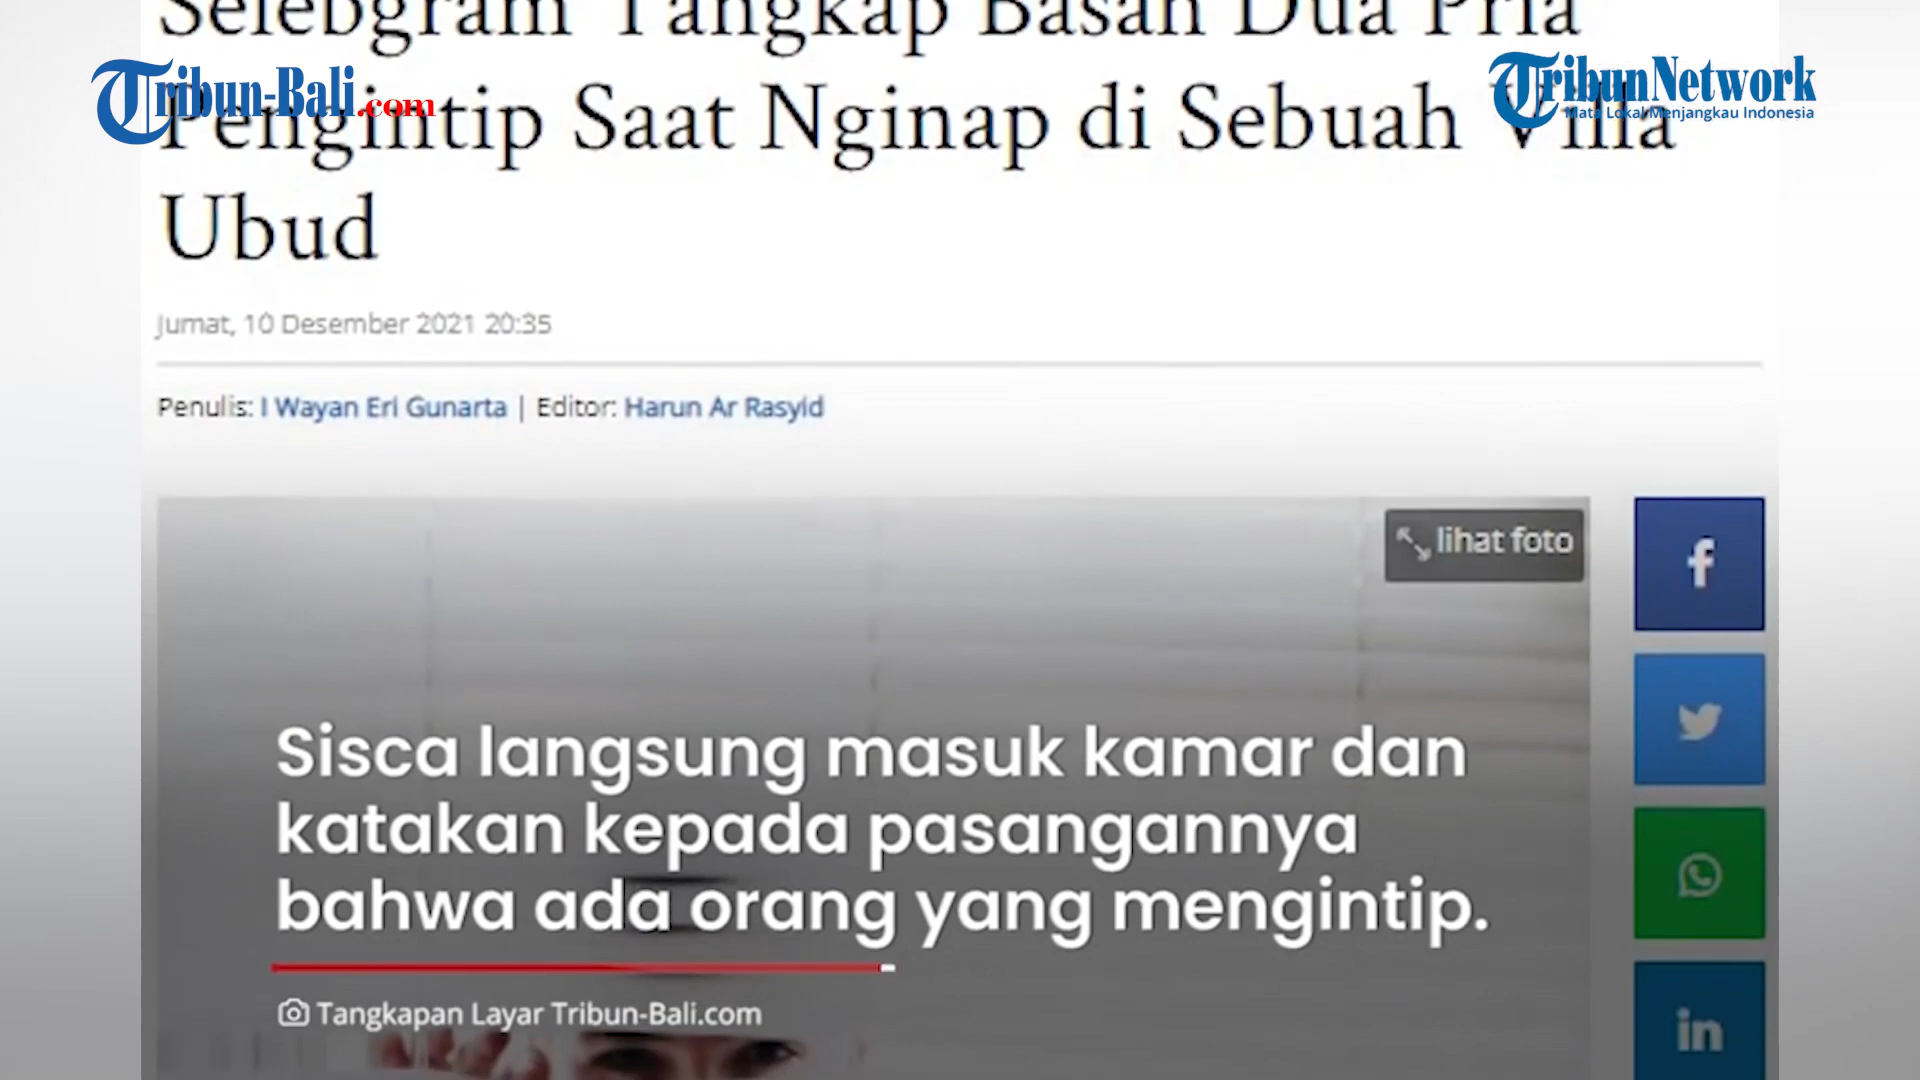 Selebgram Tangkap Basah Dua Pria
Tribun-Bali.com
TribunNetwork
Mata Lokal Menjangkau Indonesia
Pengintip Saat Nginap di Sebuah Villa
Ubud
Jumat, 10 Desember 2021 20:35
Penulis: I Wayan Eri Gunarta | Editor: Harun Ar Rasyid
lihat foto
Sisca langsung masuk kamar dan
katakan kepada pasangannya
bahwa ada orang yang mengintip.
Tangkapan Layar Tribun-Bali.com